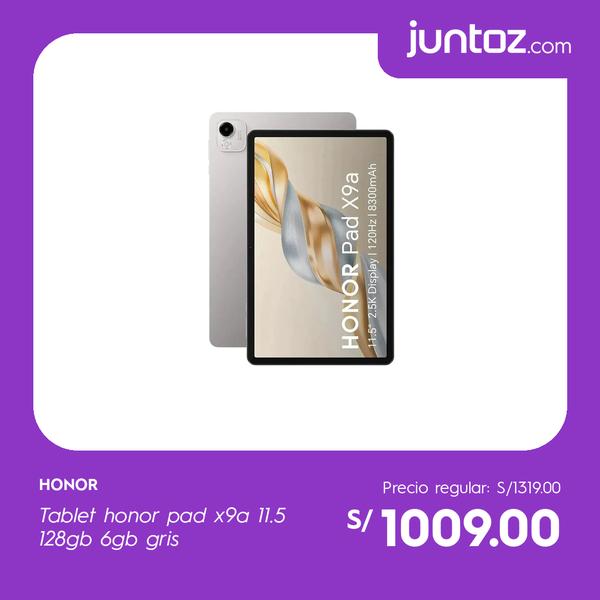 juntoz.com
HONOR Pad X9a
11.5" 2.5K Display | 120Hz | 8300mAh
HONOR
Tablet honor pad x9a 11.5
128gb 6gb gris
Precio regular: S/1319.00
S/ 1009.00